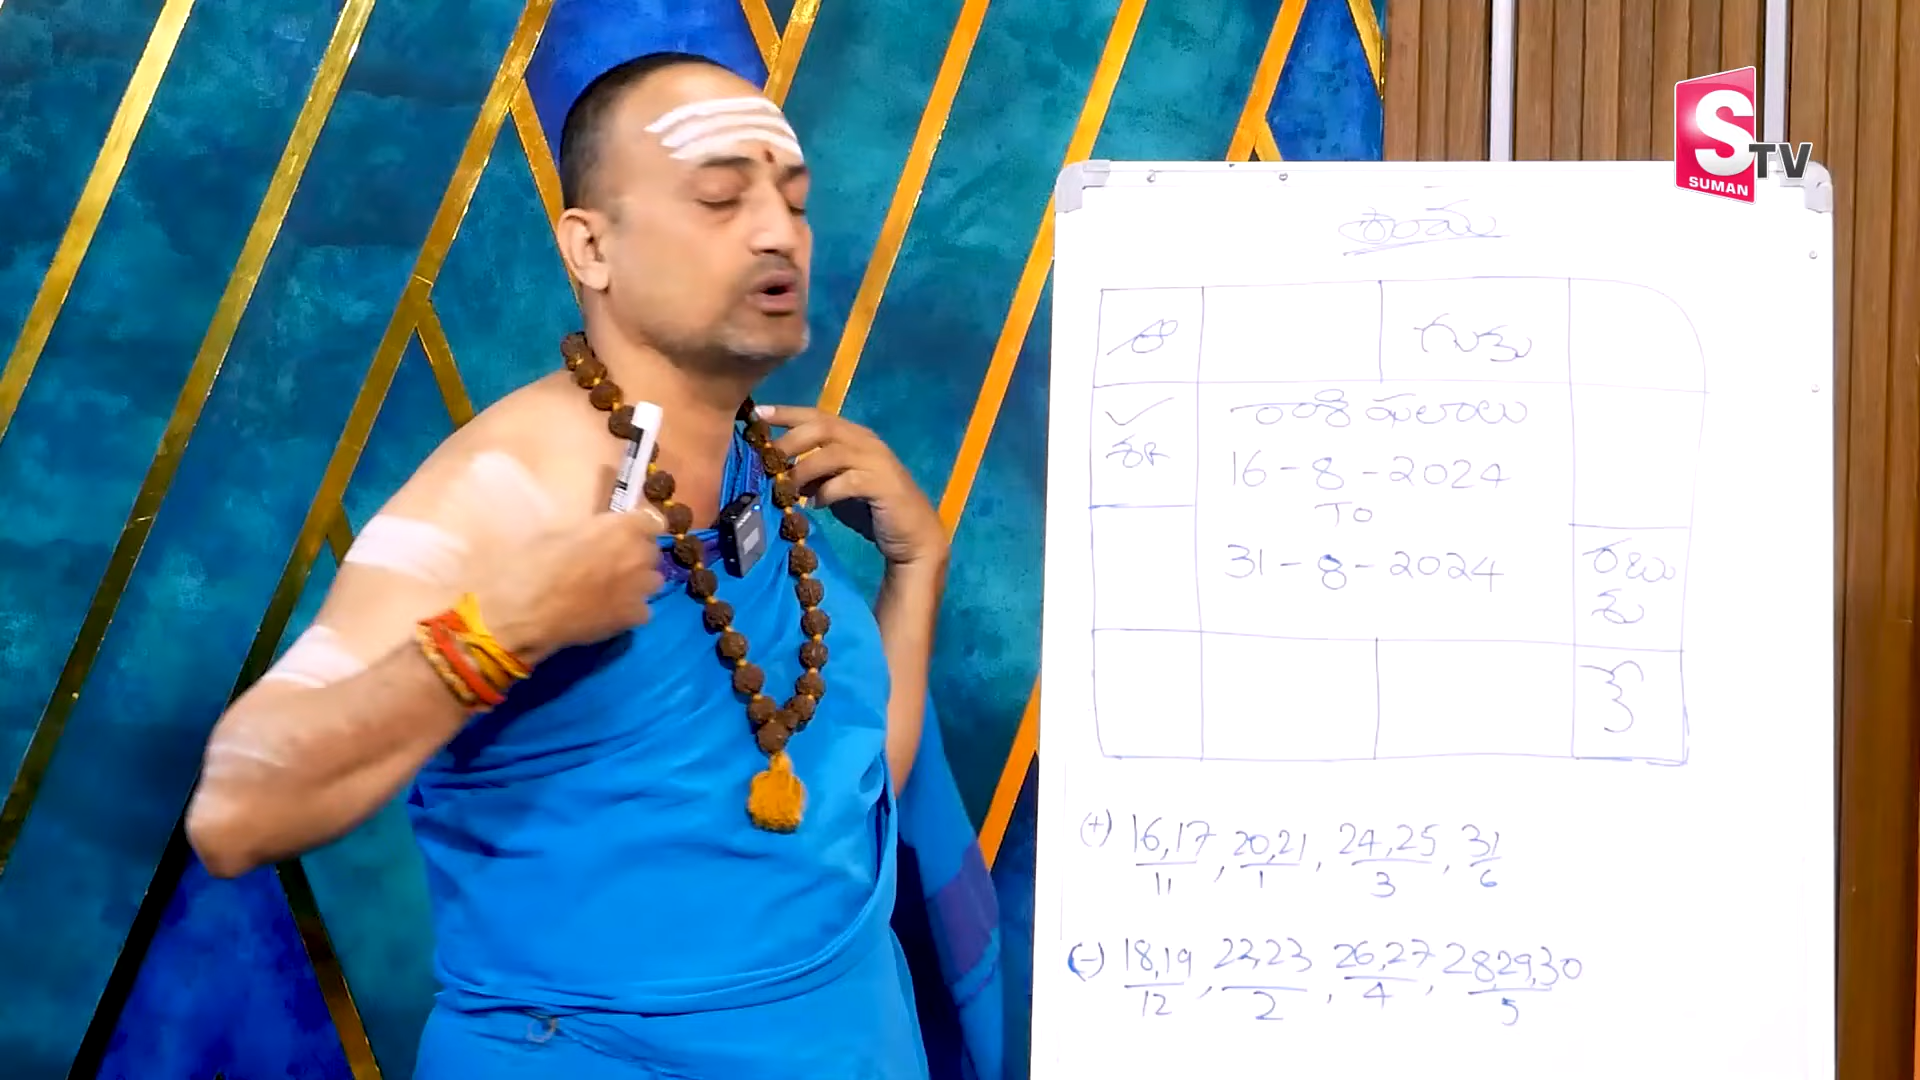 S
SUMAN TV
శ్రీరామ
రా
గు కు
✓
శని
రాశి ఫలాలు
16-8-2024
TO
31-8-2024
ర బు
శు
కే
(+) 16,17/11, 20,21/1, 24,25/3, 31/6
(-) 18,19/12, 22,23/2, 26,27/4, 28,29,30/5